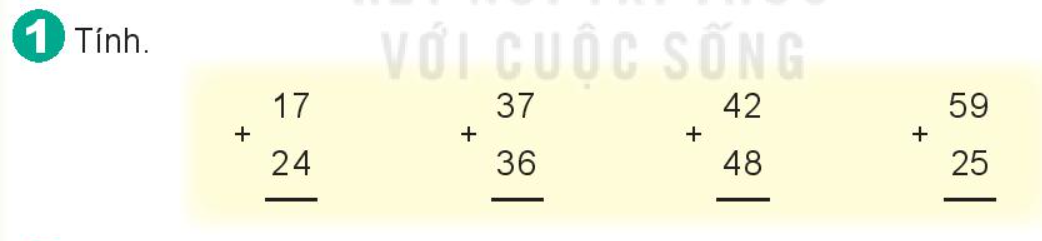 1 Tính.
VỚI CUỘC SỐNG
17 37 42 59
+ + + +
24 36 48 25